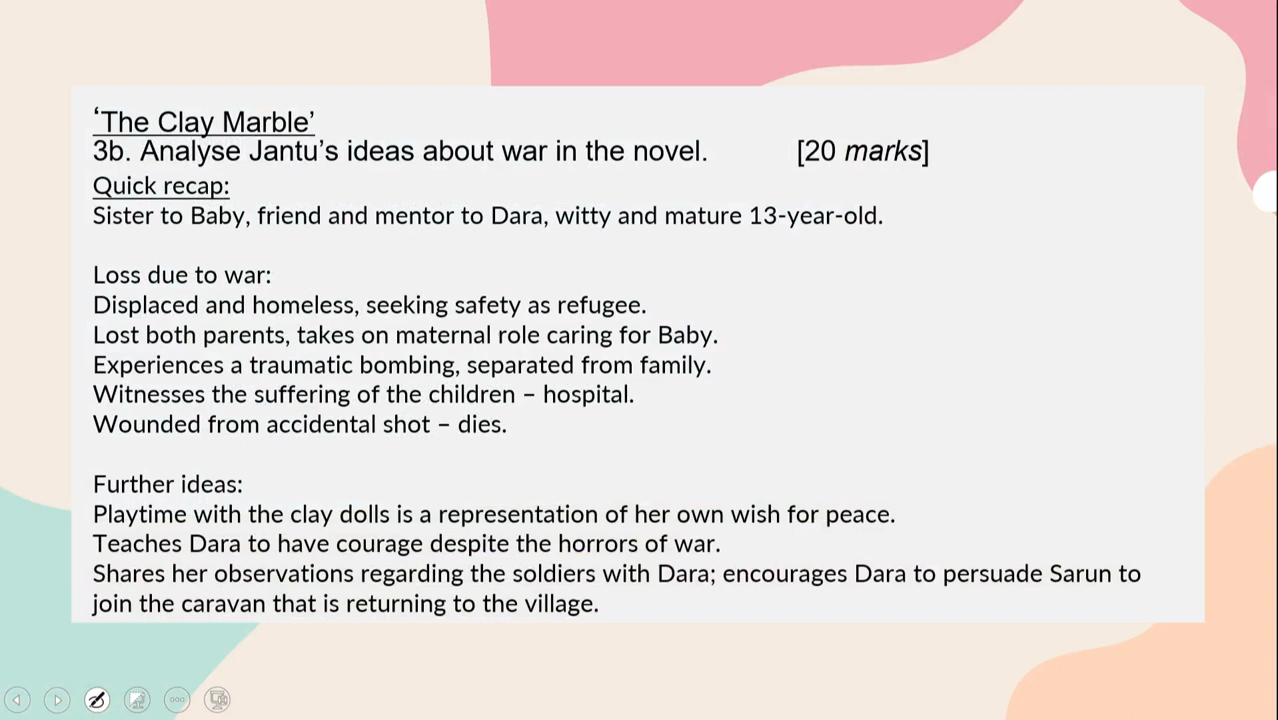 ‘The Clay Marble’
3b. Analyse Jantu’s ideas about war in the novel. [20 marks]
Quick recap:
Sister to Baby, friend and mentor to Dara, witty and mature 13-year-old.
Loss due to war:
Displaced and homeless, seeking safety as refugee.
Lost both parents, takes on maternal role caring for Baby.
Experiences a traumatic bombing, separated from family.
Witnesses the suffering of the children – hospital.
Wounded from accidental shot – dies.
Further ideas:
Playtime with the clay dolls is a representation of her own wish for peace.
Teaches Dara to have courage despite the horrors of war.
Shares her observations regarding the soldiers with Dara; encourages Dara to persuade Sarun to
join the caravan that is returning to the village.